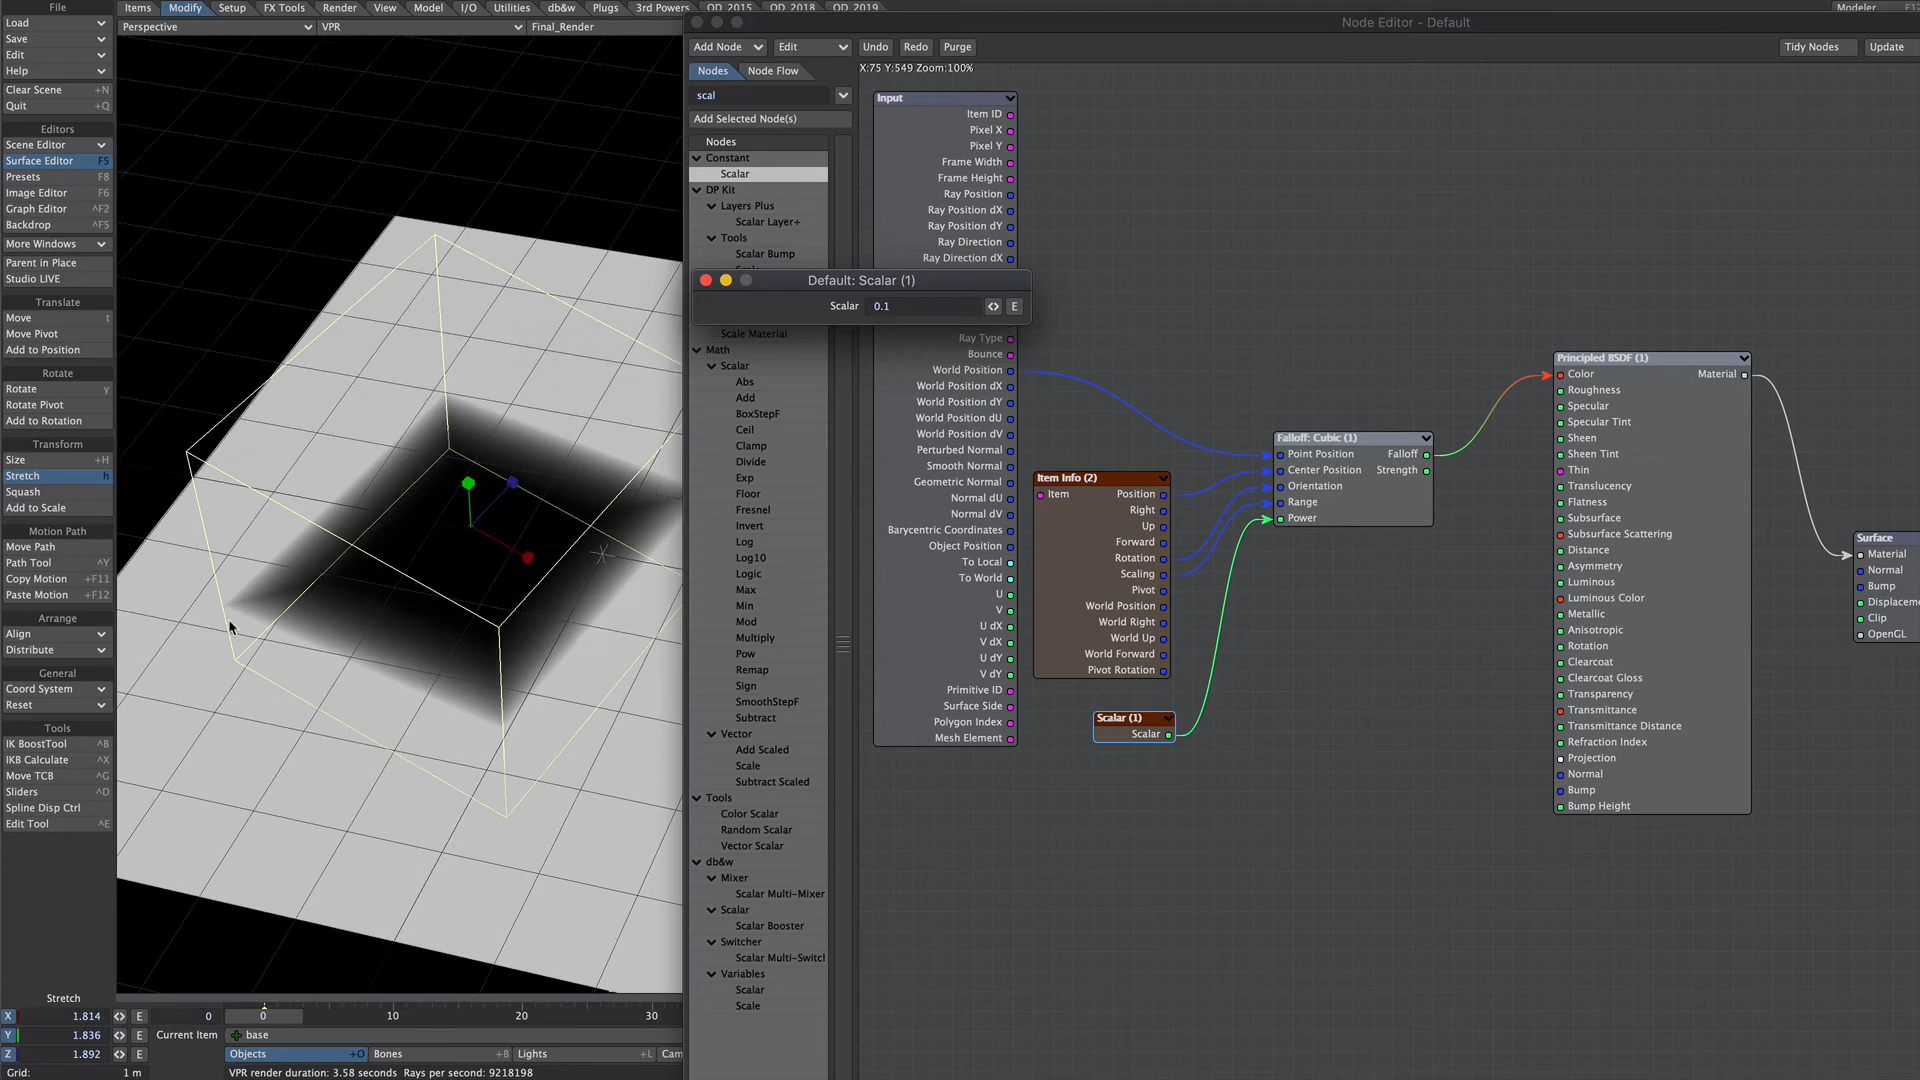 File
Load
Save
Edit
Help
Clear Scene +N
Quit +Q
Editors
Scene Editor
Surface Editor F5
Presets F8
Image Editor F6
Graph Editor ^F2
Backdrop ^F5
More Windows
Parent in Place
Studio LIVE
Translate
Move t
Move Pivot
Add to Position
Rotate
Rotate y
Rotate Pivot
Add to Rotation
Transform
Size +H
Stretch h
Squash
Add to Scale
Motion Path
Move Path
Path Tool ^Y
Copy Motion +F11
Paste Motion +F12
Arrange
Align
Distribute
General
Coord System
Reset
Tools
IK BoostTool ^B
IKB Calculate ^X
Move TCB ^G
Sliders ^D
Spline Disp Ctrl
Edit Tool ^E
Stretch
X 1.814 E
Y 1.836 E
Z 1.892 E
Grid: 1 m
Items Modify Setup FX Tools Render View Model I/O Utilities db&w Plugs 3rd Powers OD_2015 OD_2018 OD_2019 Modeler
Perspective VPR Final_Render
0 0 10 20 30
Current Item base
Objects +O Bones +B Lights +L Cam
VPR render duration: 3.58 seconds Rays per second: 9218198
Node Editor - Default
Add Node Edit Undo Redo Purge Tidy Nodes Update
Nodes Node Flow
X:75 Y:549 Zoom:100%
scal
Add Selected Node(s)
Nodes
Constant
Scalar
DP Kit
Layers Plus
Scalar Layer+
Tools
Scalar Bump
Scale Material
Math
Scalar
Abs
Add
BoxStepF
Ceil
Clamp
Divide
Exp
Floor
Fresnel
Invert
Log
Log10
Logic
Max
Min
Mod
Multiply
Pow
Remap
Sign
SmoothStepF
Subtract
Vector
Add Scaled
Scale
Subtract Scaled
Tools
Color Scalar
Random Scalar
Vector Scalar
db&w
Mixer
Scalar Multi-Mixer
Scalar
Scalar Booster
Switcher
Scalar Multi-Switcl
Variables
Scalar
Scale
Default: Scalar (1)
Scalar 0.1 E
Input
Item ID
Pixel X
Pixel Y
Frame Width
Frame Height
Ray Position
Ray Position dX
Ray Position dY
Ray Direction
Ray Direction dX
Ray Type
Bounce
World Position
World Position dX
World Position dY
World Position dU
World Position dV
Perturbed Normal
Smooth Normal
Geometric Normal
Normal dU
Normal dV
Barycentric Coordinates
Object Position
To Local
To World
U
V
U dX
V dX
U dY
V dY
Primitive ID
Surface Side
Polygon Index
Mesh Element
Item Info (2)
Item Position
Right
Up
Forward
Rotation
Scaling
Pivot
World Position
World Right
World Up
World Forward
Pivot Rotation
Scalar (1)
Scalar
Falloff: Cubic (1)
Point Position Falloff
Center Position Strength
Orientation
Range
Power
Principled BSDF (1)
Color Material
Roughness
Specular
Specular Tint
Sheen
Sheen Tint
Thin
Translucency
Flatness
Subsurface
Subsurface Scattering
Distance
Asymmetry
Luminous
Luminous Color
Metallic
Anisotropic
Rotation
Clearcoat
Clearcoat Gloss
Transparency
Transmittance
Transmittance Distance
Refraction Index
Projection
Normal
Bump
Bump Height
Surface
Material
Normal
Bump
Displaceme
Clip
OpenGL